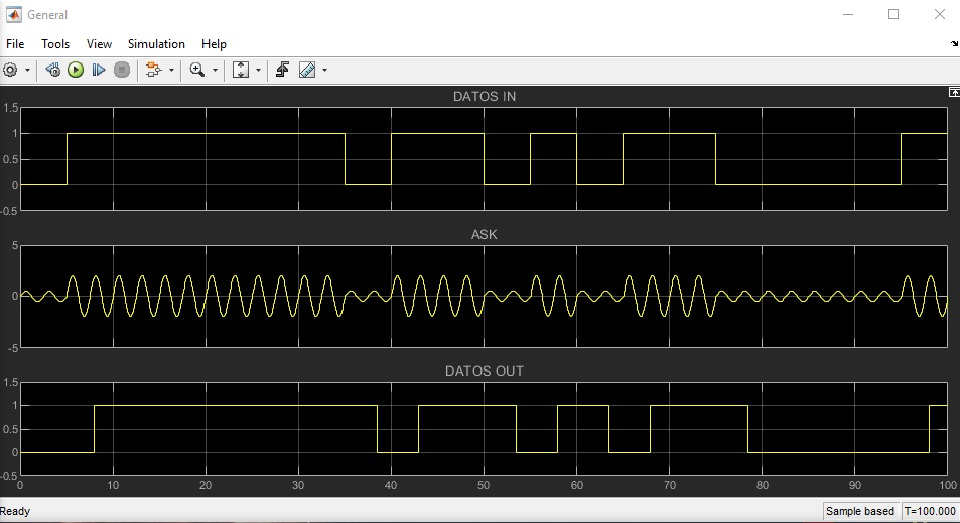 General
File Tools View Simulation Help
DATOS IN
1.5
1
0.5
0
-0.5
ASK
5
0
-5
DATOS OUT
1.5
1
0.5
0
-0.5
0 10 20 30 40 50 60 70 80 90 100
Ready Sample based T=100.000